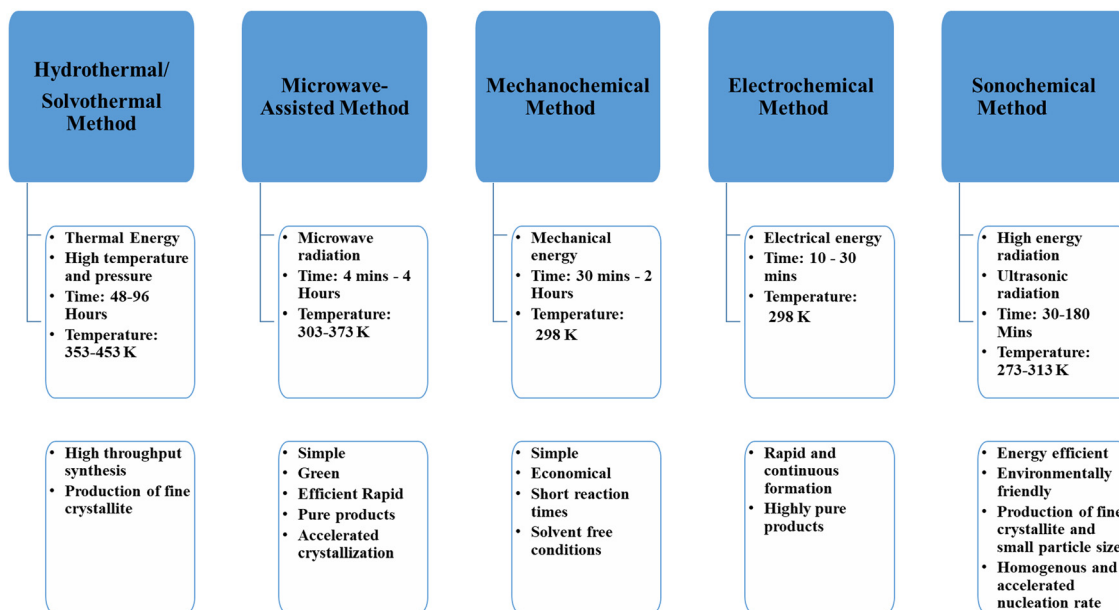 Hydrothermal/
Solvothermal
Method
Microwave-
Assisted Method
Mechanochemical
Method
Electrochemical
Method
Sonochemical
Method
• Thermal Energy
• High temperature
and pressure
• Time: 48-96
Hours
• Temperature:
353-453 K
• Microwave
radiation
• Time: 4 mins - 4
Hours
• Temperature:
303-373 K
• Mechanical
energy
• Time: 30 mins - 2
Hours
• Temperature:
298 K
• Electrical energy
• Time: 10 - 30
mins
• Temperature:
298 K
• High energy
radiation
• Ultrasonic
radiation
• Time: 30-180
Mins
• Temperature:
273-313 K
• High throughput
synthesis
• Production of fine
crystallite
• Simple
• Green
• Efficient Rapid
• Pure products
• Accelerated
crystallization
• Simple
• Economical
• Short reaction
times
• Solvent free
conditions
• Rapid and
continuous
formation
• Highly pure
products
• Energy efficient
• Environmentally
friendly
• Production of fine
crystallite and
small particle size
• Homogenous and
accelerated
nucleation rate